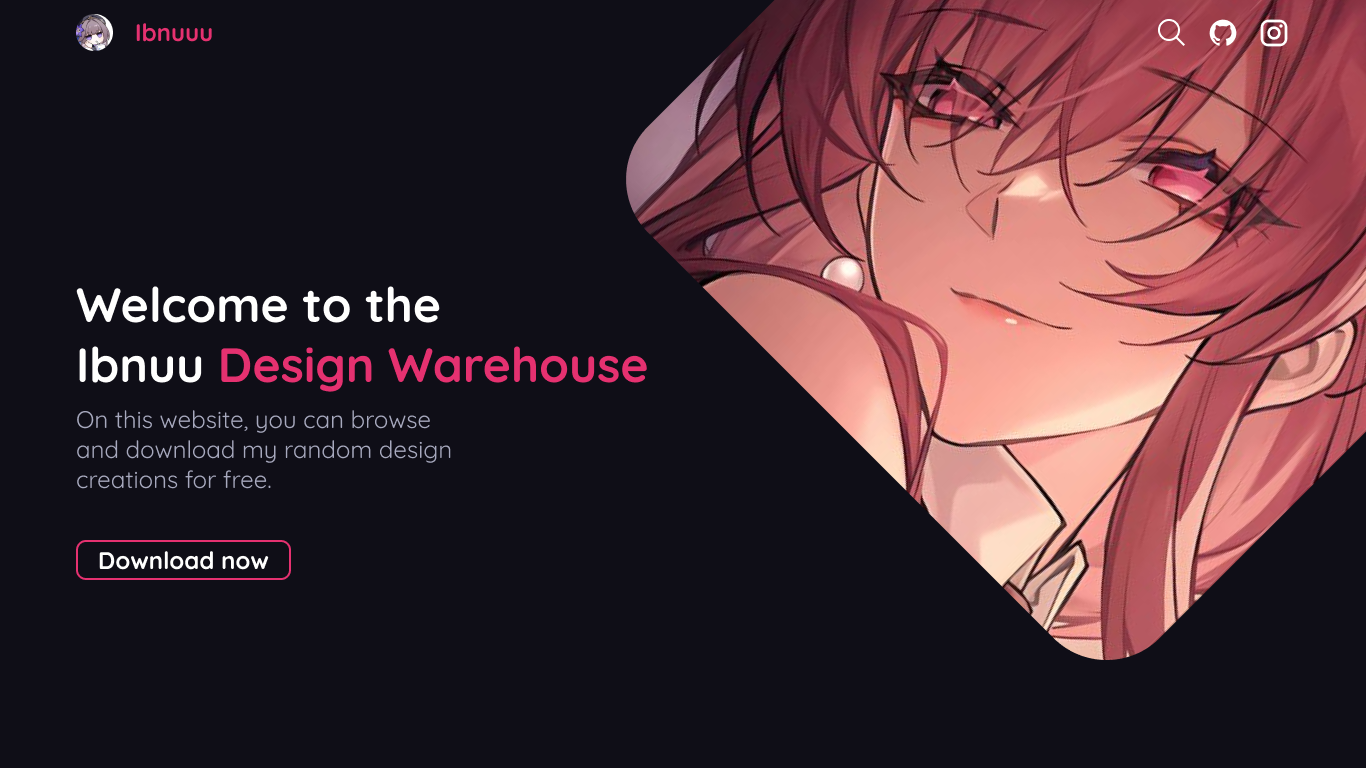 Ibnuuu
Welcome to the
Ibnuu Design Warehouse
On this website, you can browse
and download my random design
creations for free.
Download now